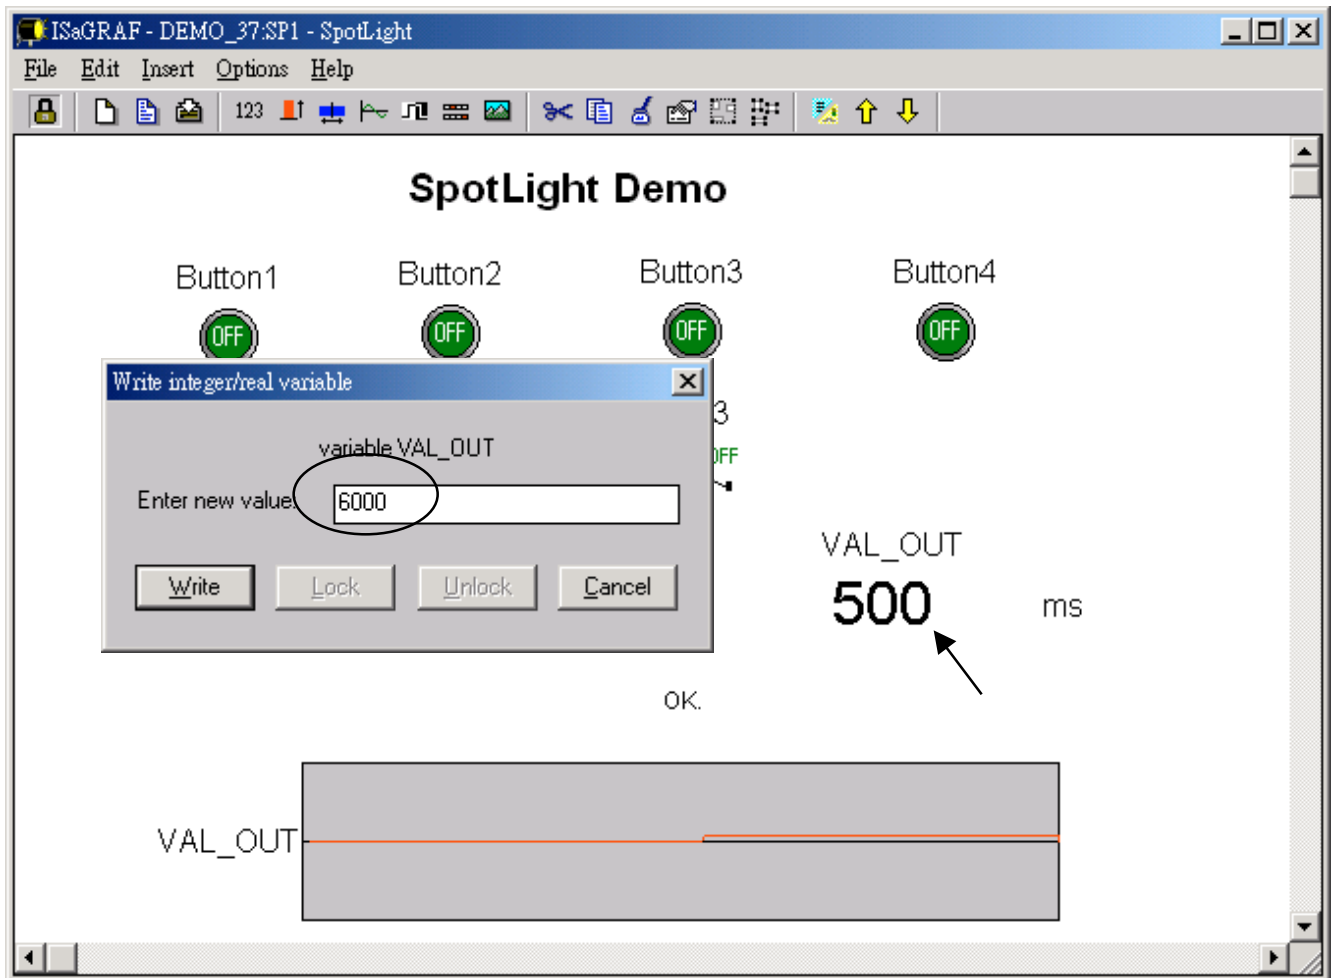 ISaGRAF - DEMO_37:SP1 - SpotLight
File Edit Insert Options Help
123
SpotLight Demo
Button1 Button2 Button3 Button4
OFF OFF OFF OFF
Write integer/real variable
3
variable VAL_OUT
OFF
Enter new value:
6000
VAL_OUT
Write Lock Unlock Cancel
500 ms
OK.
VAL_OUT